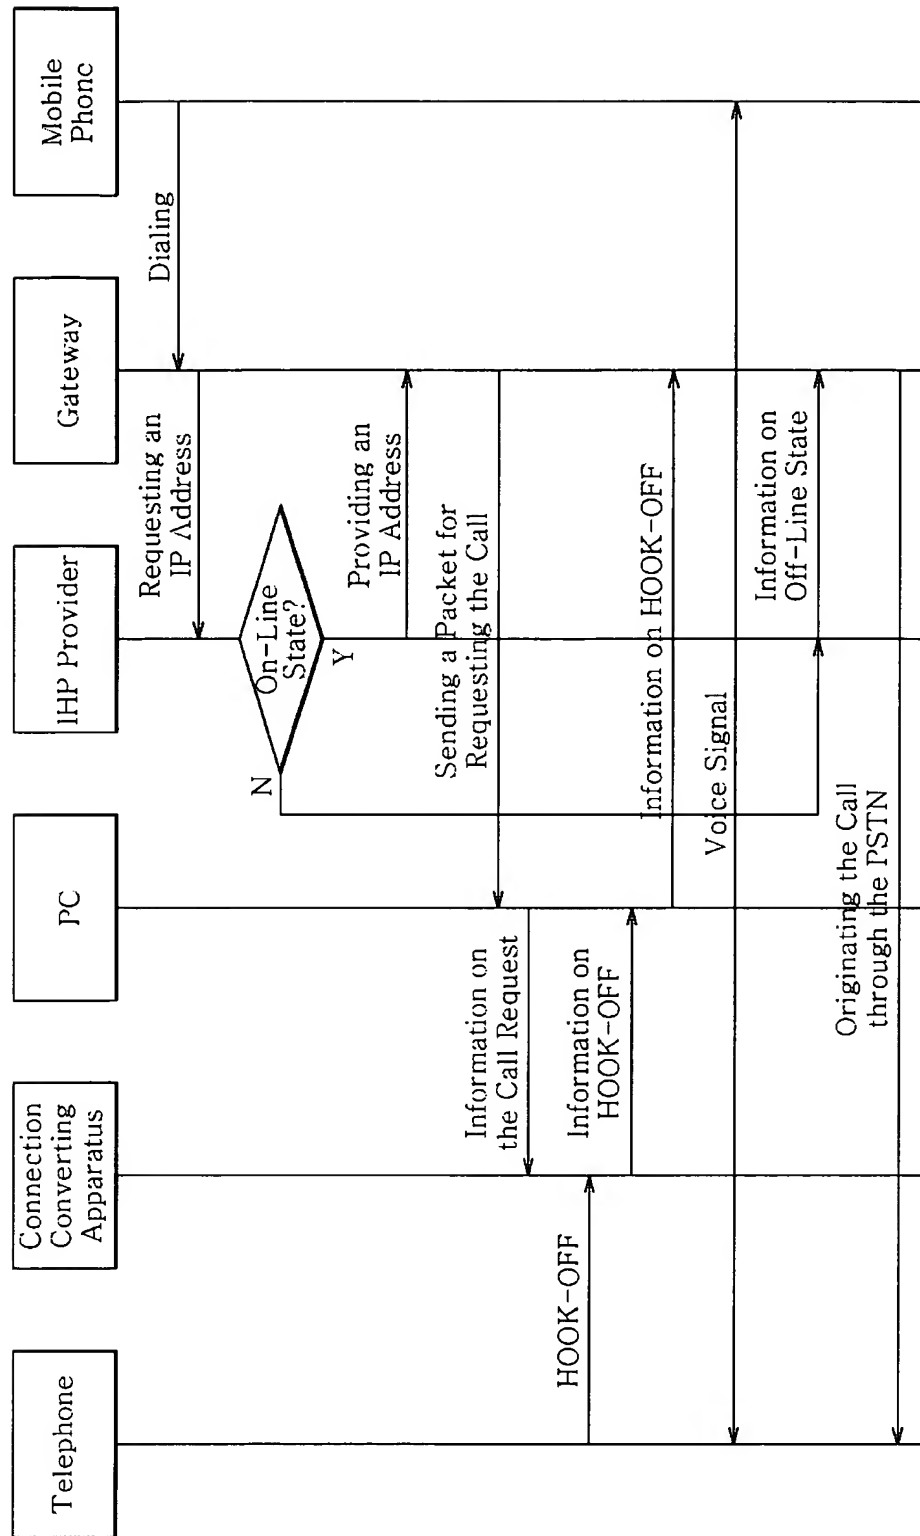 Telephone
Connection
Converting
Apparatus
PC
IHP Provider
Gateway
Mobile
Phone
Dialing
Requesting an
IP Address
On-Line
State?
N
Y
Providing an
IP Address
Sending a Packet for
Requesting the Call
Information on
the Call Request
HOOK-OFF
Information on
HOOK-OFF
Information on HOOK-OFF
Voice Signal
Information on
Off-Line State
Originating the Call
through the PSTN